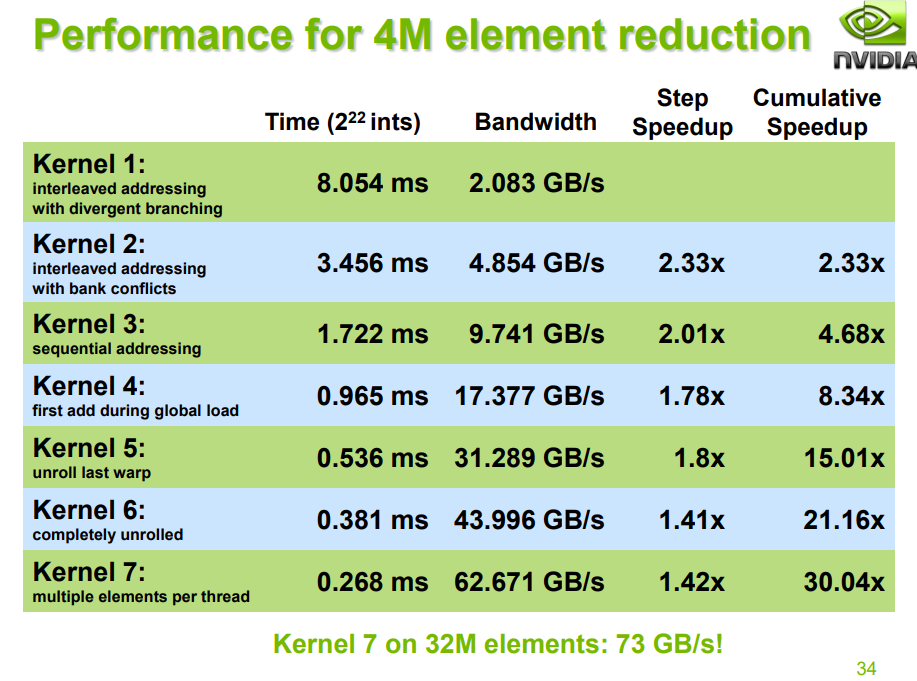 Performance for 4M element reduction
NVIDIA
Time (2²² ints) Bandwidth Step Speedup Cumulative Speedup
Kernel 1:
interleaved addressing
with divergent branching
8.054 ms 2.083 GB/s
Kernel 2:
interleaved addressing
with bank conflicts
3.456 ms 4.854 GB/s 2.33x 2.33x
Kernel 3:
sequential addressing
1.722 ms 9.741 GB/s 2.01x 4.68x
Kernel 4:
first add during global load
0.965 ms 17.377 GB/s 1.78x 8.34x
Kernel 5:
unroll last warp
0.536 ms 31.289 GB/s 1.8x 15.01x
Kernel 6:
completely unrolled
0.381 ms 43.996 GB/s 1.41x 21.16x
Kernel 7:
multiple elements per thread
0.268 ms 62.671 GB/s 1.42x 30.04x
Kernel 7 on 32M elements: 73 GB/s!
34